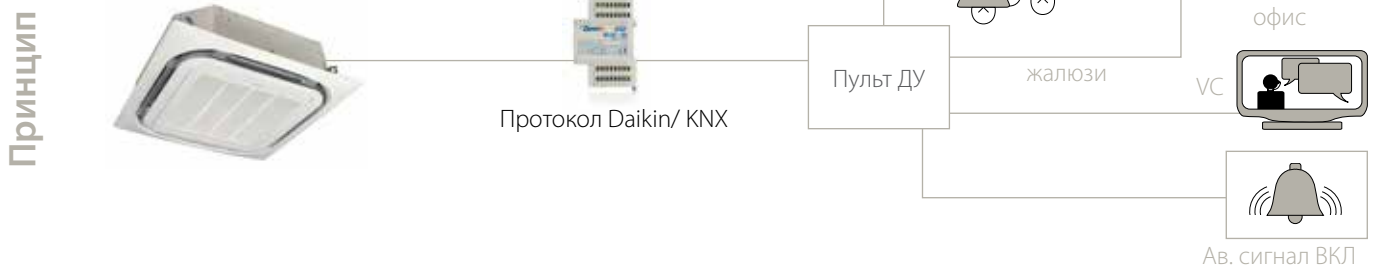 Принцип
офис
Пульт ДУ
жалюзи
VC
Протокол Daikin/ KNX
Ав. сигнал ВКЛ